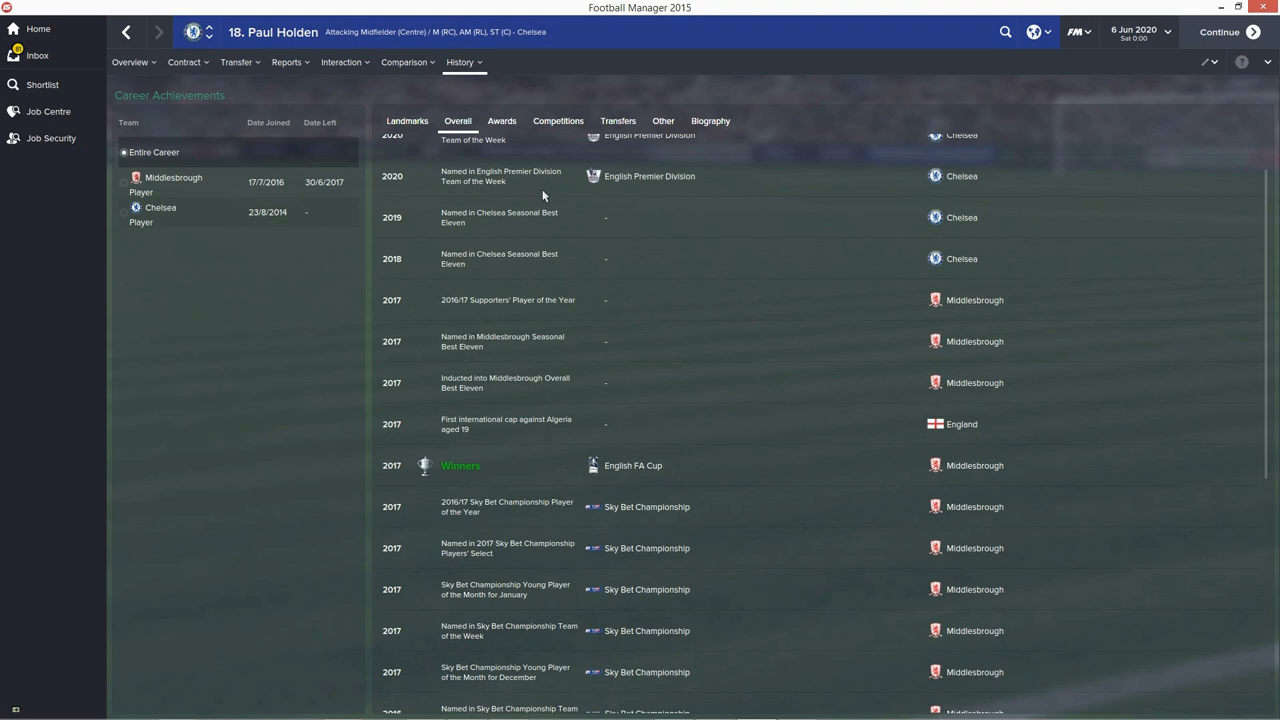 Football Manager 2015
Home
18. Paul Holden
Attacking Midfielder (Centre) / M (RC), AM (RL), ST (C) - Chelsea
FM
6 Jun 2020
Sat 0:00
Continue
81
Inbox
Overview
Contract
Transfer
Reports
Interaction
Comparison
History
?
Shortlist
Job Centre
Job Security
Career Achievements
Team
Date Joined
Date Left
Entire Career
Middlesbrough
Player
17/7/2016
30/6/2017
Chelsea
Player
23/8/2014
-
Landmarks
Overall
Awards
Competitions
Transfers
Other
Biography
2020
Team of the Week
English Premier Division
Chelsea
2020
Named in English Premier Division
Team of the Week
English Premier Division
Chelsea
2019
Named in Chelsea Seasonal Best
Eleven
-
Chelsea
2018
Named in Chelsea Seasonal Best
Eleven
-
Chelsea
2017
2016/17 Supporters' Player of the Year
-
Middlesbrough
2017
Named in Middlesbrough Seasonal
Best Eleven
-
Middlesbrough
2017
Inducted into Middlesbrough Overall
Best Eleven
-
Middlesbrough
2017
First international cap against Algeria
aged 19
-
England
2017
Winners
English FA Cup
Middlesbrough
2017
2016/17 Sky Bet Championship Player
of the Year
Sky Bet Championship
Middlesbrough
2017
Named in 2017 Sky Bet Championship
Players' Select
Sky Bet Championship
Middlesbrough
2017
Sky Bet Championship Young Player
of the Month for January
Sky Bet Championship
Middlesbrough
2017
Named in Sky Bet Championship Team
of the Week
Sky Bet Championship
Middlesbrough
2017
Sky Bet Championship Young Player
of the Month for December
Sky Bet Championship
Middlesbrough
2016
Named in Sky Bet Championship Team
Sky Bet Championship
Middlesbrough